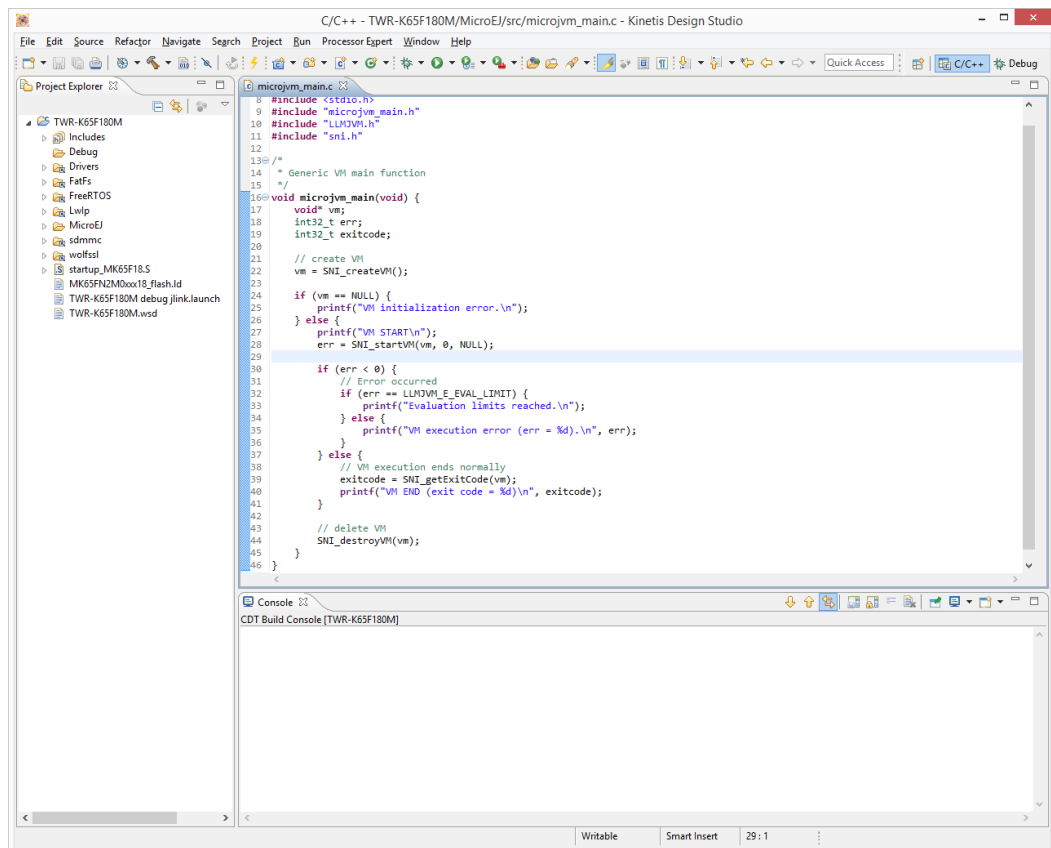 C/C++ - TWR-K65F180M/MicroEJ/src/microjvm_main.c - Kinetis Design Studio
File Edit Source Refactor Navigate Search Project Run Processor Expert Window Help
Quick Access C/C++ Debug
Project Explorer
TWR-K65F180M
Includes
Debug
Drivers
FatFs
FreeRTOS
LwIp
MicroEJ
sdmmc
wolfssl
startup_MK65F18.S
MK65FN2M0xxx18_flash.ld
TWR-K65F180M debug jlink.launch
TWR-K65F180M.wsd
microjvm_main.c
8 #include <stdio.h>
9 #include "microjvm_main.h"
10 #include "LLMJVM.h"
11 #include "sni.h"
12
13 /*
14  * Generic VM main function
15  */
16 void microjvm_main(void) {
17     void* vm;
18     int32_t err;
19     int32_t exitcode;
20
21     // create VM
22     vm = SNI_createVM();
23
24     if (vm == NULL) {
25         printf("VM initialization error.\n");
26     } else {
27         printf("VM START\n");
28         err = SNI_startVM(vm, 0, NULL);
29
30         if (err < 0) {
31             // Error occurred
32             if (err == LLMJVM_E_EVAL_LIMIT) {
33                 printf("Evaluation limits reached.\n");
34             } else {
35                 printf("VM execution error (err = %d).\n", err);
36             }
37         } else {
38             // VM execution ends normally
39             exitcode = SNI_getExitCode(vm);
40             printf("VM END (exit code = %d)\n", exitcode);
41         }
42
43         // delete VM
44         SNI_destroyVM(vm);
45     }
46 }
Console
CDT Build Console [TWR-K65F180M]
Writable Smart Insert 29 : 1